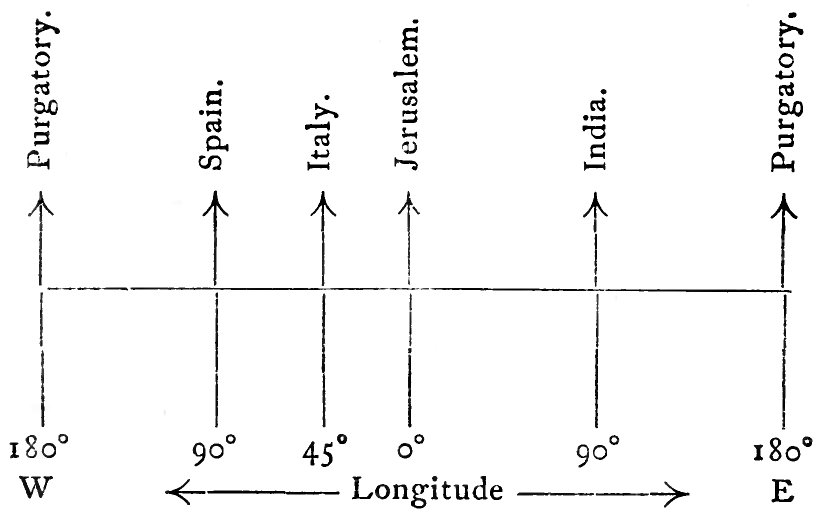 Purgatory.
Spain.
Italy.
Jerusalem.
India.
Purgatory.
180° 90° 45° 0° 90° 180°
W Longitude E